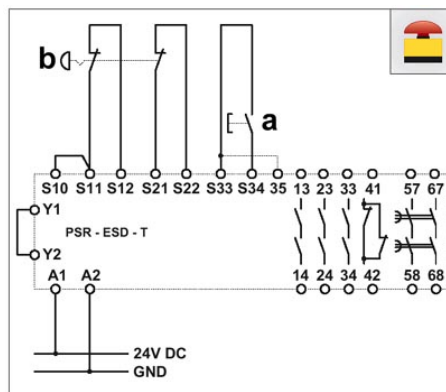 b
a
S10 S11 S12 S21 S22 S33 S34 35 13 23 33 41 57 67
Y1
PSR - ESD - T
Y2
A1 A2 14 24 34 42 58 68
24V DC
GND